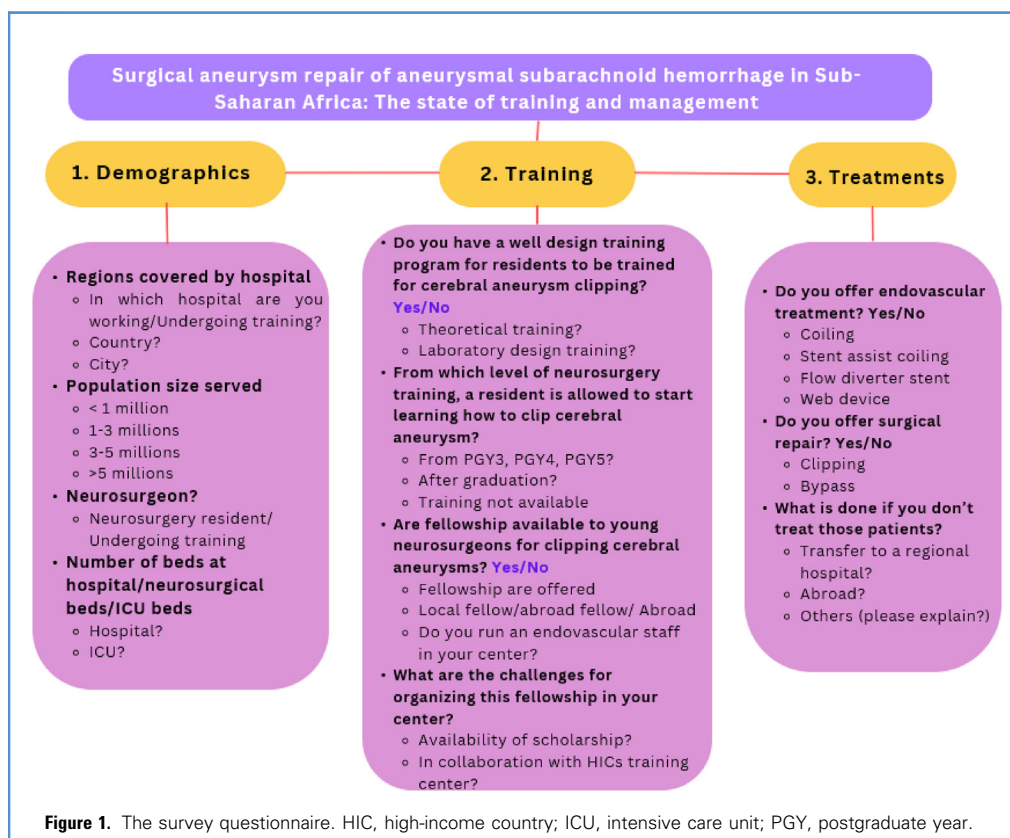 Surgical aneurysm repair of aneurysmal subarachnoid hemorrhage in Sub-
Saharan Africa: The state of training and management
1. Demographics
• Regions covered by hospital
∘ In which hospital are you
working/Undergoing training?
∘ Country?
∘ City?
• Population size served
∘ < 1 million
∘ 1-3 millions
∘ 3-5 millions
∘ >5 millions
• Neurosurgeon?
∘ Neurosurgery resident/
Undergoing training
• Number of beds at
hospital/neurosurgical
beds/ICU beds
∘ Hospital?
∘ ICU?
2. Training
• Do you have a well design training
program for residents to be trained
for cerebral aneurysm clipping?
Yes/No
∘ Theoretical training?
∘ Laboratory design training?
• From which level of neurosurgery
training, a resident is allowed to start
learning how to clip cerebral
aneurysm?
∘ From PGY3, PGY4, PGY5?
∘ After graduation?
∘ Training not available
• Are fellowship available to young
neurosurgeons for clipping cerebral
aneurysms? Yes/No
∘ Fellowship are offered
∘ Local fellow/abroad fellow/ Abroad
∘ Do you run an endovascular staff
in your center?
• What are the challenges for
organizing this fellowship in your
center?
∘ Availability of scholarship?
∘ In collaboration with HICs training
center?
3. Treatments
• Do you offer endovascular
treatment? Yes/No
∘ Coiling
∘ Stent assist coiling
∘ Flow diverter stent
∘ Web device
• Do you offer surgical
repair? Yes/No
∘ Clipping
∘ Bypass
• What is done if you don’t
treat those patients?
∘ Transfer to a regional
hospital?
∘ Abroad?
∘ Others (please explain?)
Figure 1. The survey questionnaire. HIC, high-income country; ICU, intensive care unit; PGY, postgraduate year.